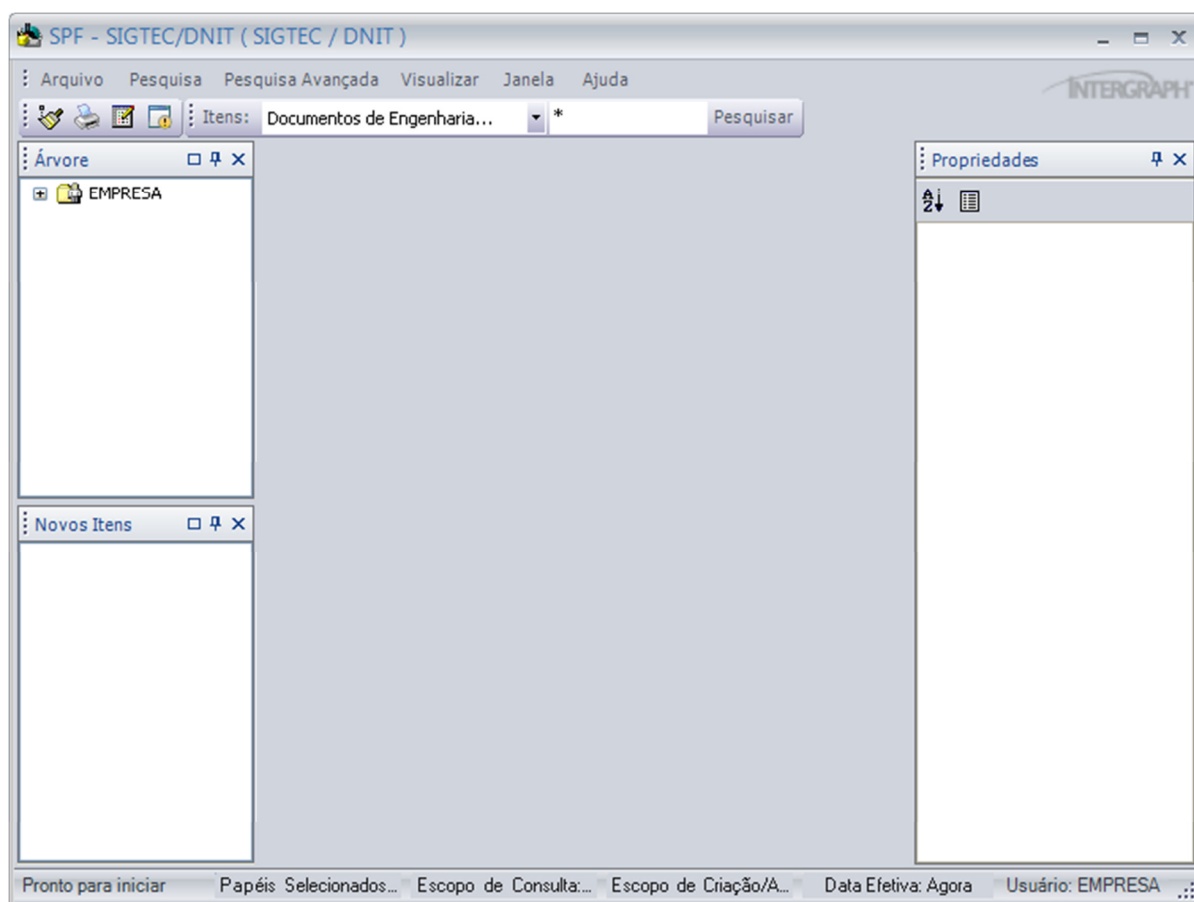 SPF - SIGTEC/DNIT ( SIGTEC / DNIT )
Arquivo Pesquisa Pesquisa Avançada Visualizar Janela Ajuda
INTERGRAPH
Itens: Documentos de Engenharia... * Pesquisar
Árvore
EMPRESA
Novos Itens
Propriedades
Pronto para iniciar Papéis Selecionados... Escopo de Consulta:... Escopo de Criação/A... Data Efetiva: Agora Usuário: EMPRESA